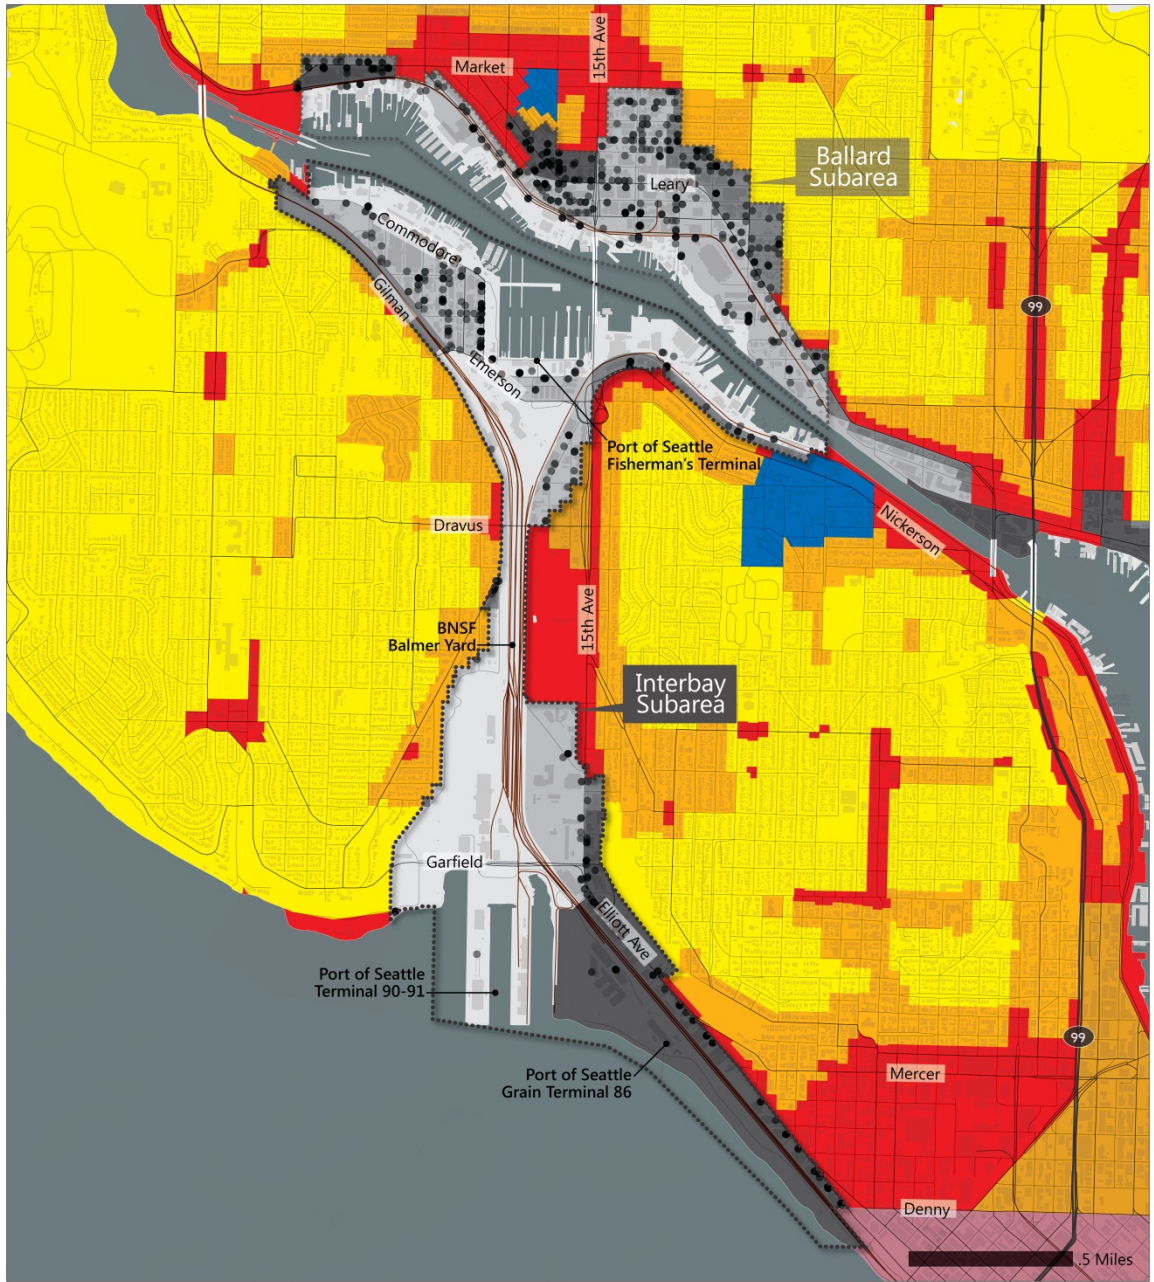 15th Ave
Market
Ballard
Subarea
Leary
Commodore
Gilman
99
Emerson
Port of Seattle
Fisherman's Terminal
Nickerson
Dravus
15th Ave
BNSF
Balmer Yard
Interbay
Subarea
Garfield
Elliott Ave
Port of Seattle
Terminal 90-91
99
Mercer
Port of Seattle
Grain Terminal 86
Denny
.5 Miles